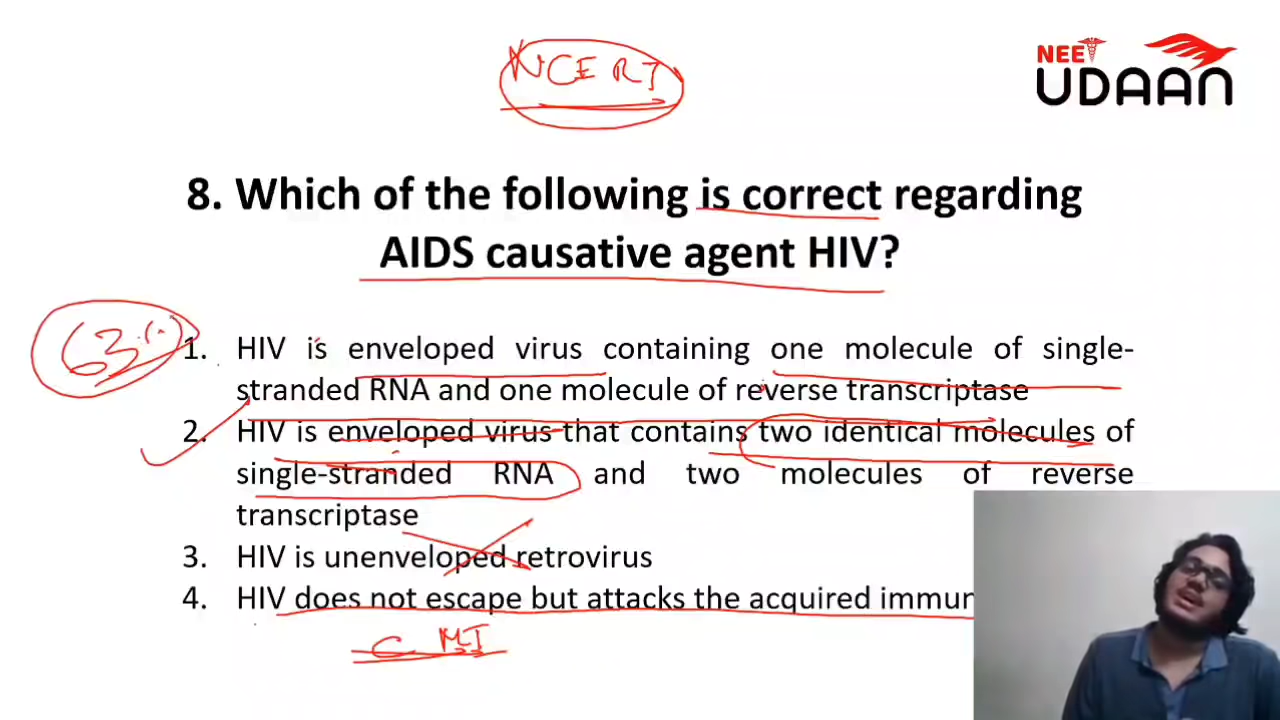 NCERT
NEET
UDAAN
8. Which of the following is correct regarding
AIDS causative agent HIV?
63%
1. HIV is enveloped virus containing one molecule of single-
stranded RNA and one molecule of reverse transcriptase
2. HIV is enveloped virus that contains two identical molecules of
single-stranded RNA and two molecules of reverse
transcriptase
3. HIV is unenveloped retrovirus
4. HIV does not escape but attacks the acquired immun
CMI